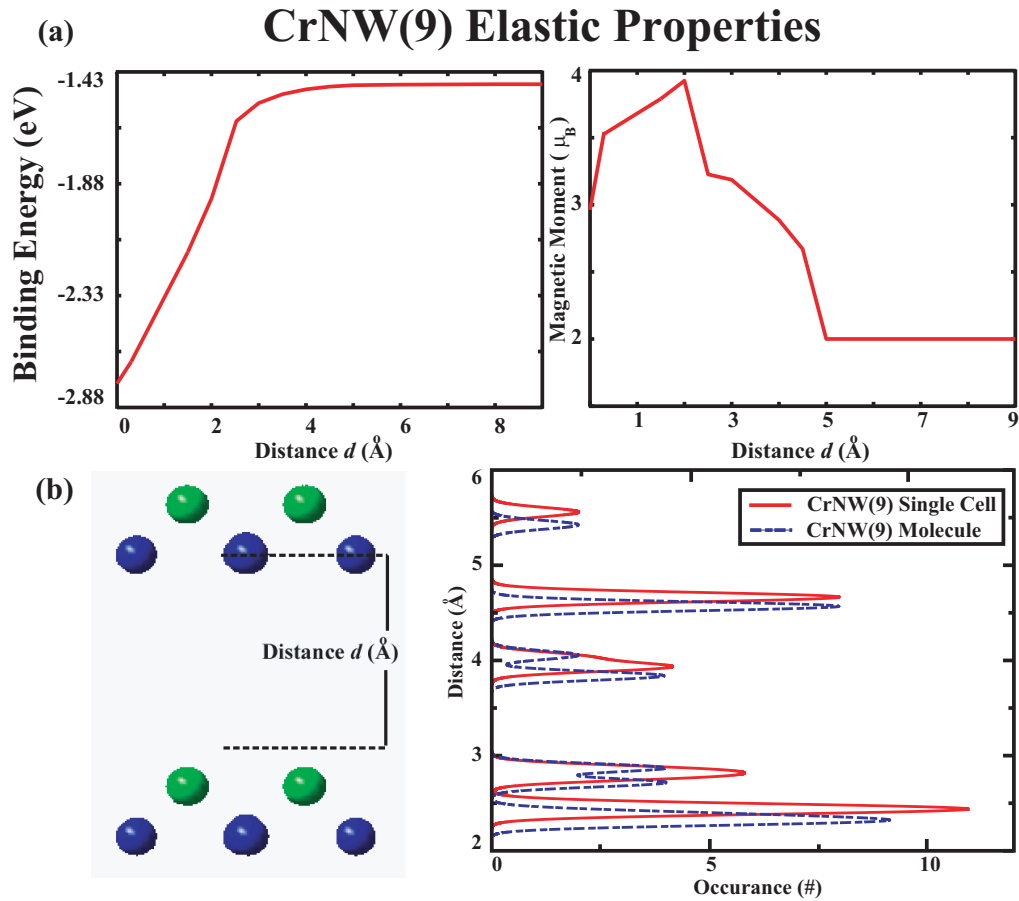 CrNW(9) Elastic Properties
(a)
Binding Energy (eV)
-1.43
-1.88
-2.33
-2.88
0 2 4 6 8
Distance d (Å)
Magnetic Moment ( μB)
4
3
2
1 3 5 7 9
Distance d (Å)
(b)
Distance d (Å)
Distance (Å)
6
5
4
3
2
0 5 10
Occurance (#)
CrNW(9) Single Cell
CrNW(9) Molecule